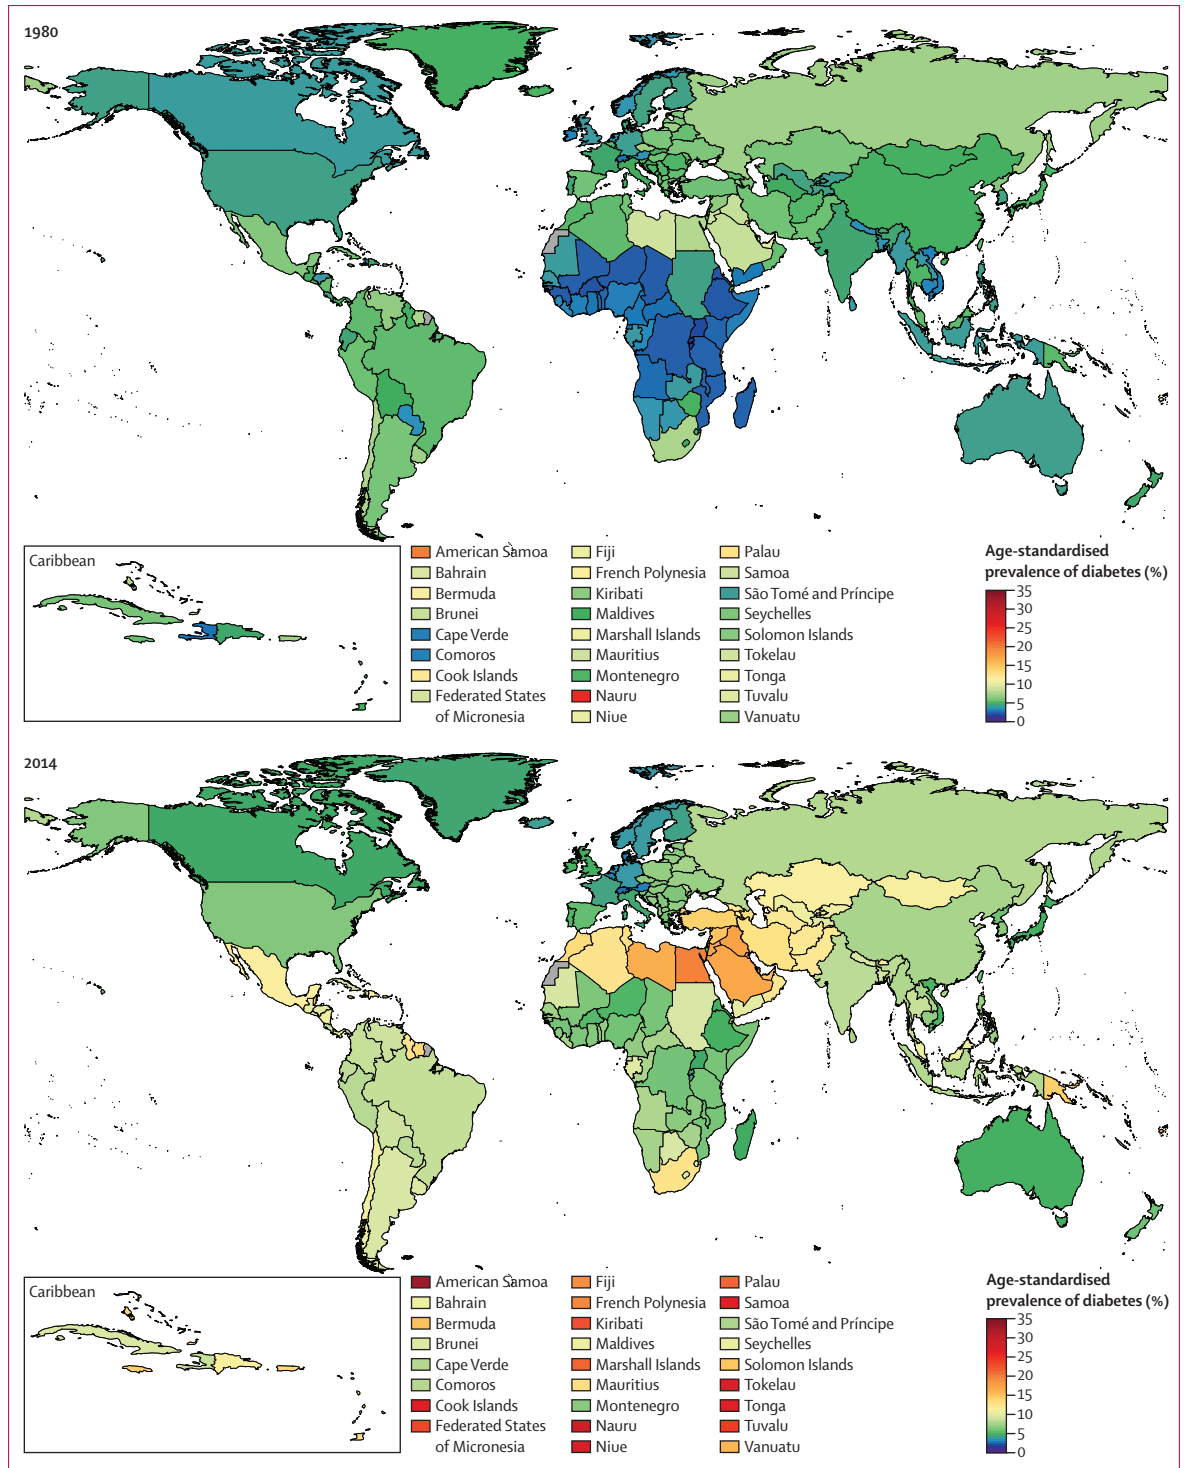 1980
Caribbean
American Samoa
Bahrain
Bermuda
Brunei
Cape Verde
Comoros
Cook Islands
Federated States
of Micronesia
Fiji
French Polynesia
Kiribati
Maldives
Marshall Islands
Mauritius
Montenegro
Nauru
Niue
Palau
Samoa
São Tomé and Príncipe
Seychelles
Solomon Islands
Tokelau
Tonga
Tuvalu
Vanuatu
Age-standardised
prevalence of diabetes (%)
35
30
25
20
15
10
5
0
2014
Caribbean
American Samoa
Bahrain
Bermuda
Brunei
Cape Verde
Comoros
Cook Islands
Federated States
of Micronesia
Fiji
French Polynesia
Kiribati
Maldives
Marshall Islands
Mauritius
Montenegro
Nauru
Niue
Palau
Samoa
São Tomé and Príncipe
Seychelles
Solomon Islands
Tokelau
Tonga
Tuvalu
Vanuatu
Age-standardised
prevalence of diabetes (%)
35
30
25
20
15
10
5
0